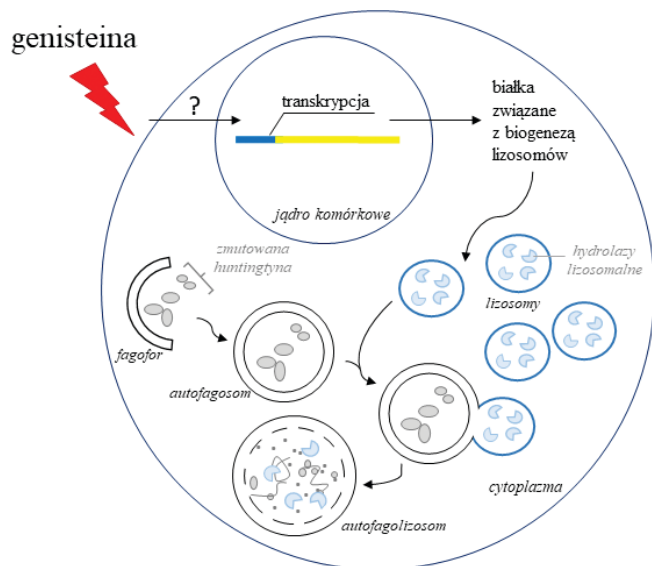 genisteina
?
transkrypcja
białka
związane
z biogenezą
lizosomów
jądro komórkowe
zmutowana
huntingtyna
hydrolazy
lizosomalne
lizosomy
fagofor
autofagosom
cytoplazma
autofagolizosom